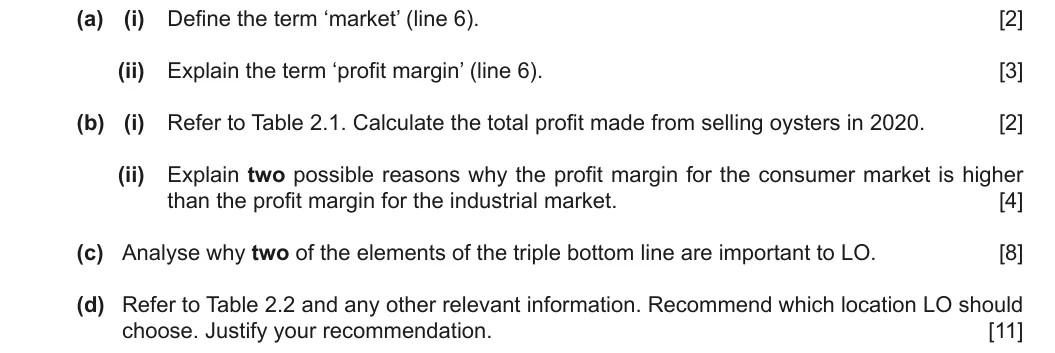 (a) (i) Define the term ‘market’ (line 6). [2]
(ii) Explain the term ‘profit margin’ (line 6). [3]
(b) (i) Refer to Table 2.1. Calculate the total profit made from selling oysters in 2020. [2]
(ii) Explain two possible reasons why the profit margin for the consumer market is higher
than the profit margin for the industrial market. [4]
(c) Analyse why two of the elements of the triple bottom line are important to LO. [8]
(d) Refer to Table 2.2 and any other relevant information. Recommend which location LO should
choose. Justify your recommendation. [11]